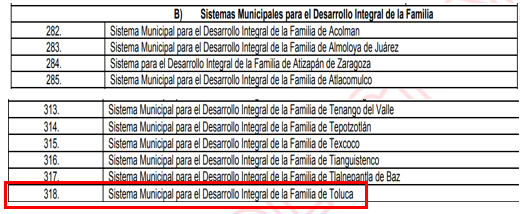 B) Sistemas Municipales para el Desarrollo Integral de la Familia
282. Sistema Municipal para el Desarrollo Integral de la Familia de Acolman
283. Sistema Municipal para el Desarrollo Integral de la Familia de Almoloya de Juárez
284. Sistema para el Desarrollo Integral de la Familia de Atizapán de Zaragoza
285. Sistema Municipal para el Desarrollo Integral de la Familia de Atlacomulco
313. Sistema Municipal para el Desarrollo Integral de la Familia de Tenango del Valle
314. Sistema Municipal para el Desarrollo Integral de la Familia de Tepotzotlán
315. Sistema Municipal para el Desarrollo Integral de la Familia de Texcoco
316. Sistema Municipal para el Desarrollo Integral de la Familia de Tianguistenco
317. Sistema Municipal para el Desarrollo Integral de la Familia de Tlalnepantla de Baz
318. Sistema Municipal para el Desarrollo Integral de la Familia de Toluca